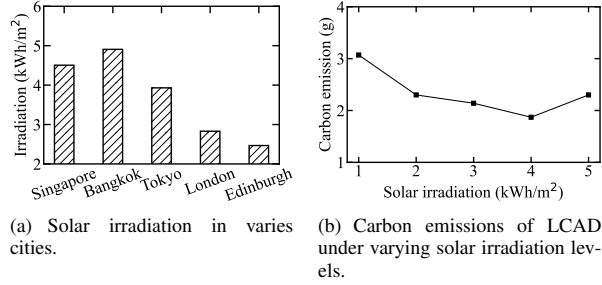 6
5
4
3
2
Irradiation (kWh/m²)
Singapore
Bangkok
Tokyo
London
Edinburgh
(a) Solar irradiation in varies
cities.
4
3
2
1
Carbon emission (g)
1 2 3 4 5
Solar irradiation (kWh/m²)
(b) Carbon emissions of LCAD
under varying solar irradiation lev-
els.